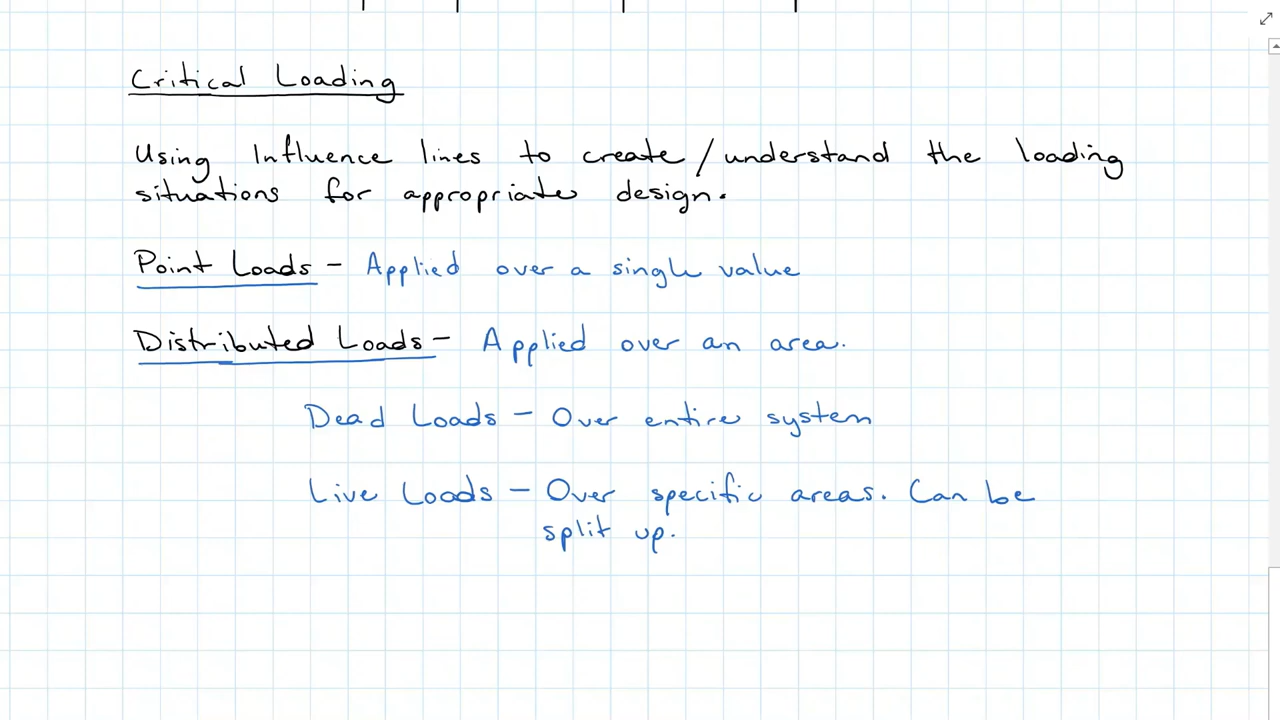 Critical Loading
Using Influence lines to create/understand the loading
situations for appropriate design.
Point Loads - Applied over a single value
Distributed Loads - Applied over an area.
Dead Loads - Over entire system
Live Loads - Over specific areas. Can be
split up.